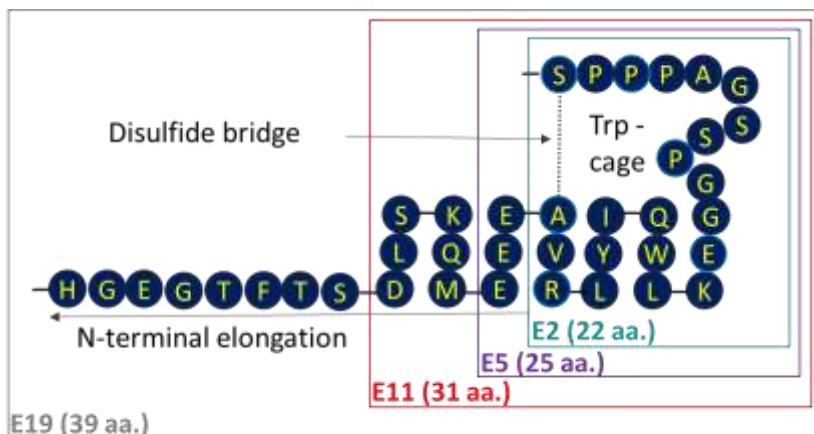 S P P P A G
Disulfide bridge
Trp -
cage
S
S
P
G
S K E A I Q G
L Q E V Y W E
H G E G T F T S D M E R L L K
N-terminal elongation
E2 (22 aa.)
E5 (25 aa.)
E11 (31 aa.)
E19 (39 aa.)